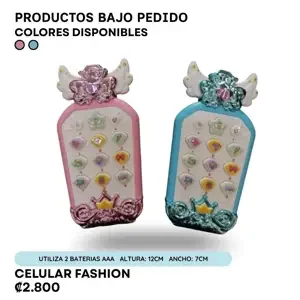 PRODUCTOS BAJO PEDIDO
COLORES DISPONIBLES
UTILIZA 2 BATERIAS AAA ALTURA: 12CM ANCHO: 7CM
CELULAR FASHION
₡2.800